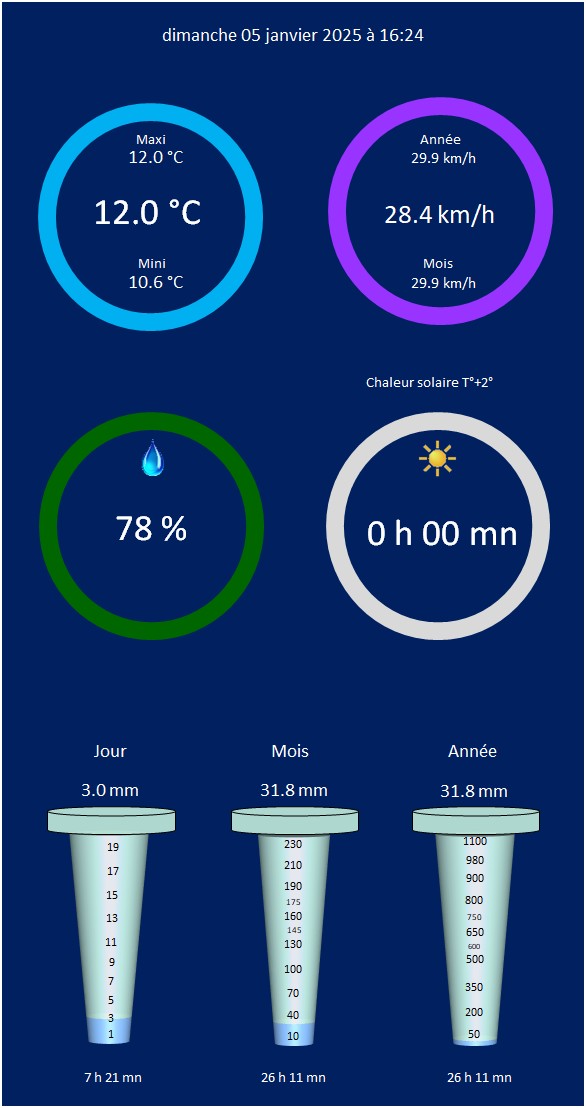 dimanche 05 janvier 2025 à 16:24
Maxi
12.0 °C
12.0 °C
Mini
10.6 °C
Année
29.9 km/h
28.4 km/h
Mois
29.9 km/h
Chaleur solaire T°+2°
78 %
0 h 00 mn
Jour
3.0 mm
19
17
15
13
11
9
7
5
3
1
7 h 21 mn
Mois
31.8 mm
230
210
190
175
160
145
130
100
70
40
10
26 h 11 mn
Année
31.8 mm
1100
980
900
800
750
650
600
500
350
200
50
26 h 11 mn